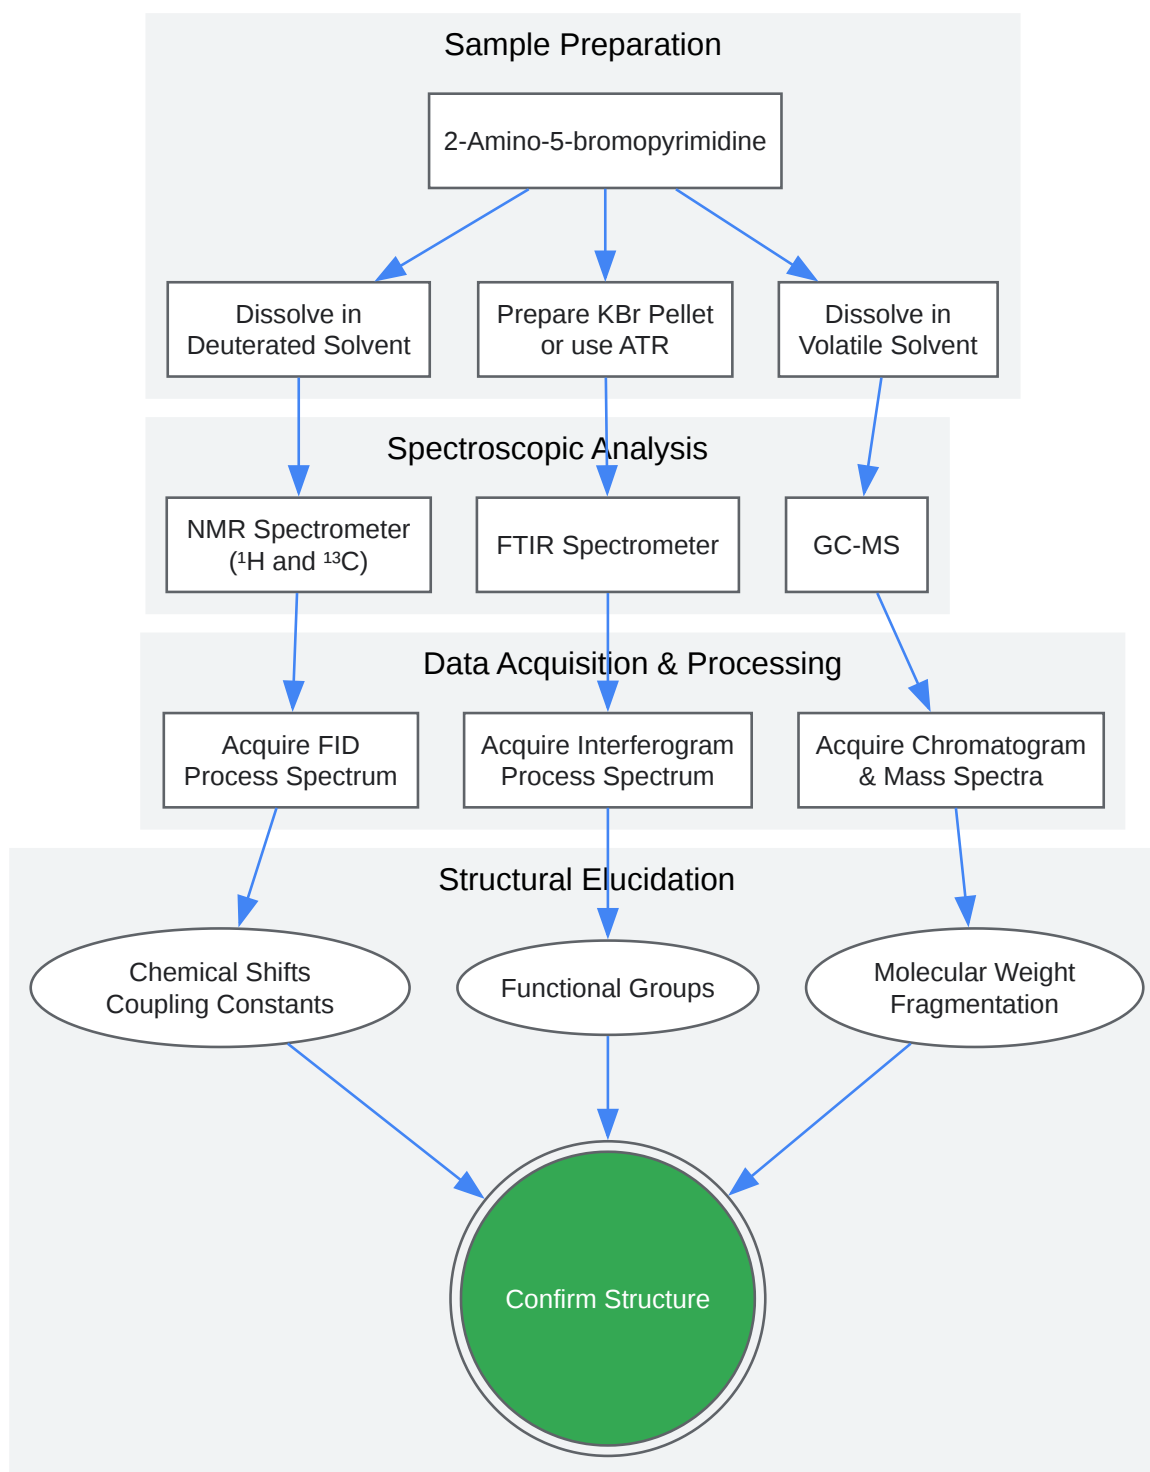 Sample Preparation
2-Amino-5-bromopyrimidine
Dissolve in
Deuterated Solvent
Prepare KBr Pellet
or use ATR
Dissolve in
Volatile Solvent
Spectroscopic Analysis
NMR Spectrometer
(¹H and ¹³C)
FTIR Spectrometer
GC-MS
Data Acquisition & Processing
Acquire FID
Process Spectrum
Acquire Interferogram
Process Spectrum
Acquire Chromatogram
& Mass Spectra
Structural Elucidation
Chemical Shifts
Coupling Constants
Functional Groups
Molecular Weight
Fragmentation
Confirm Structure